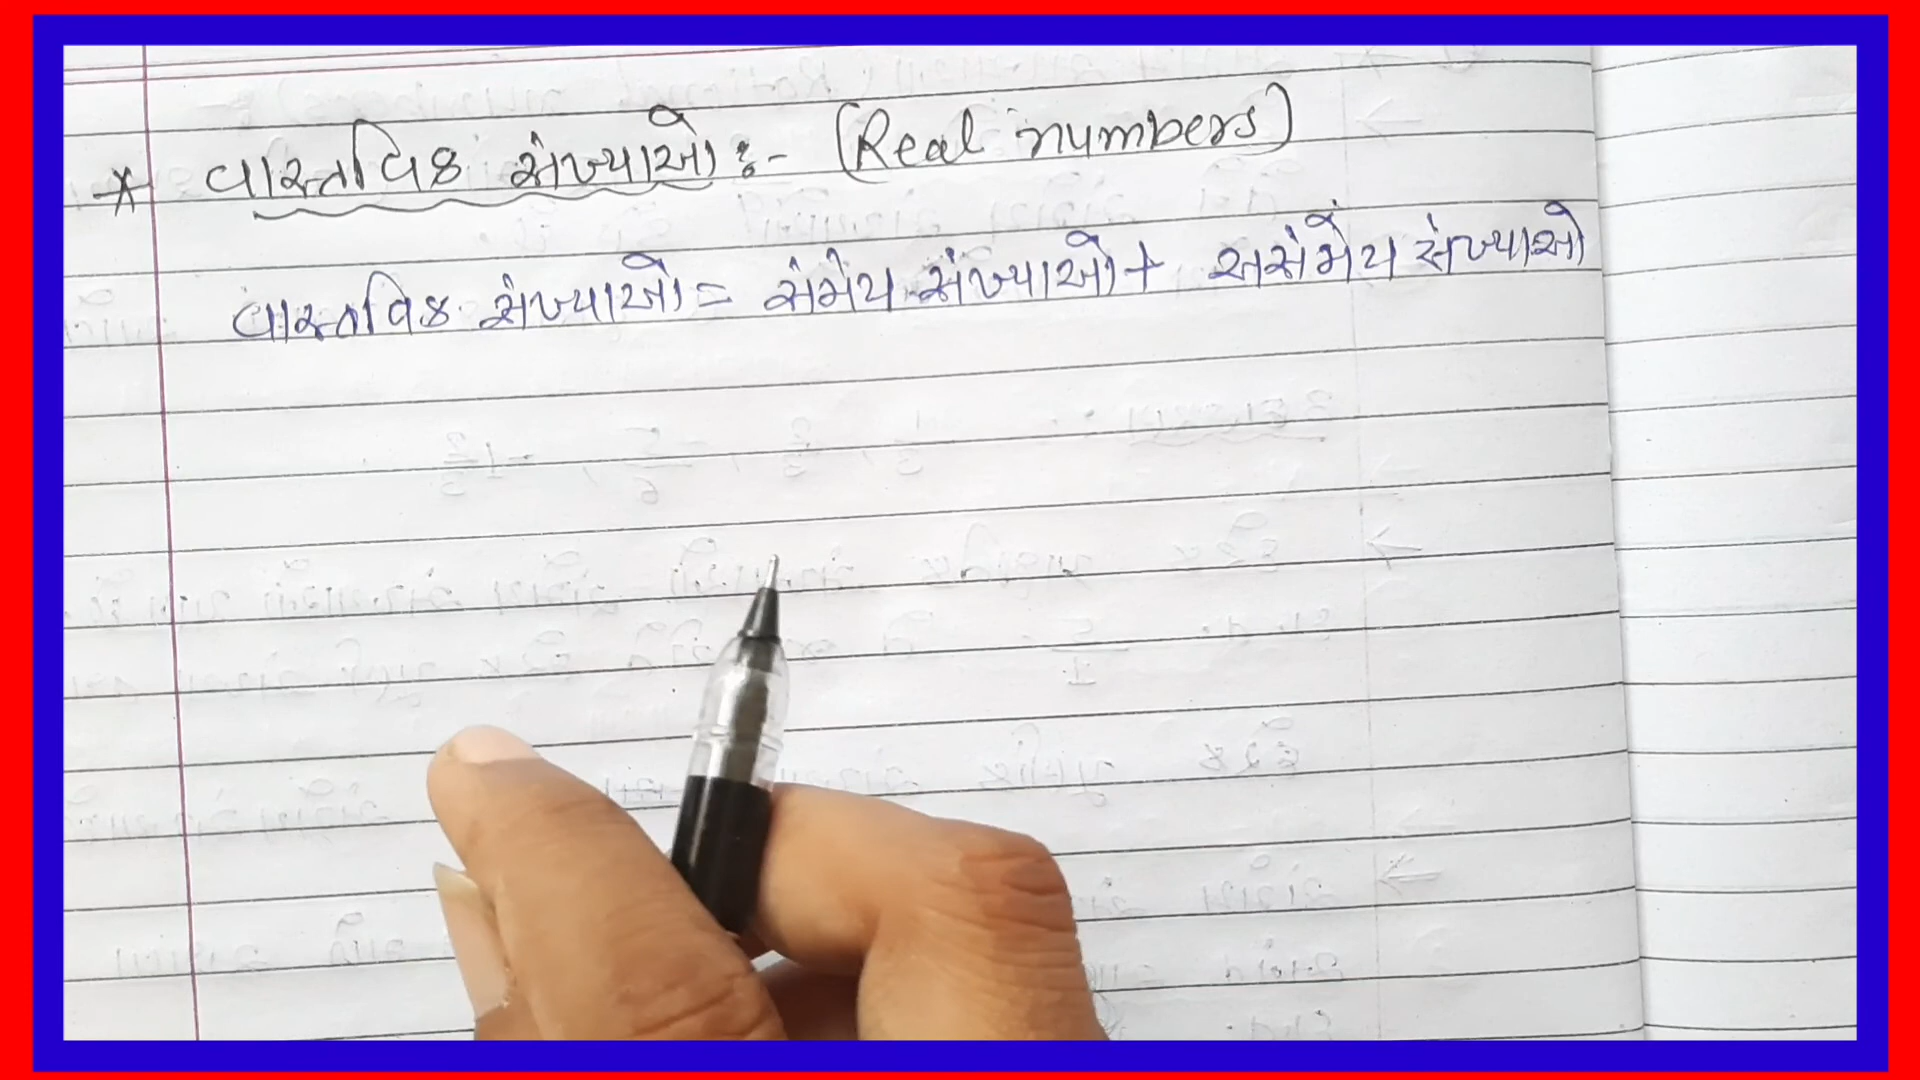 * વાસ્તવિક સંખ્યાઓ :- (Real numbers)
વાસ્તવિક સંખ્યાઓ = સંમેય સંખ્યાઓ + અસંમેય સંખ્યાઓ